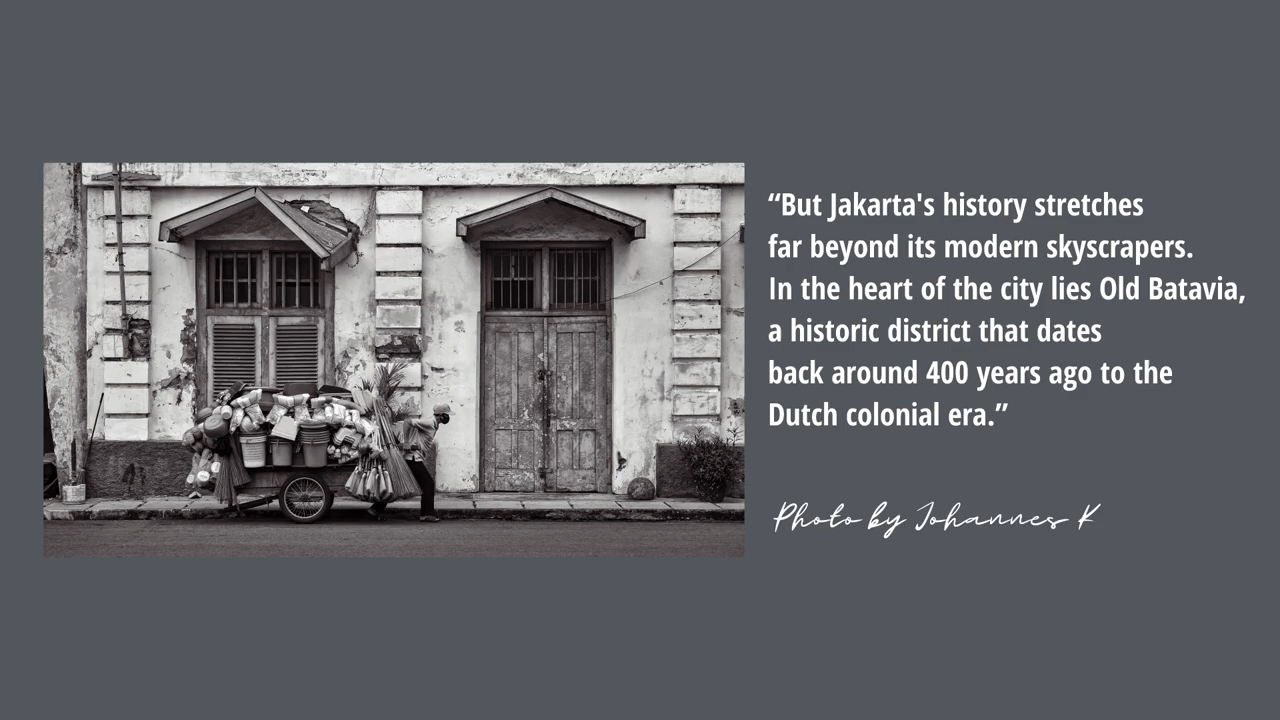 “But Jakarta's history stretches
far beyond its modern skyscrapers.
In the heart of the city lies Old Batavia,
a historic district that dates
back around 400 years ago to the
Dutch colonial era.”
Photo by Johannes K